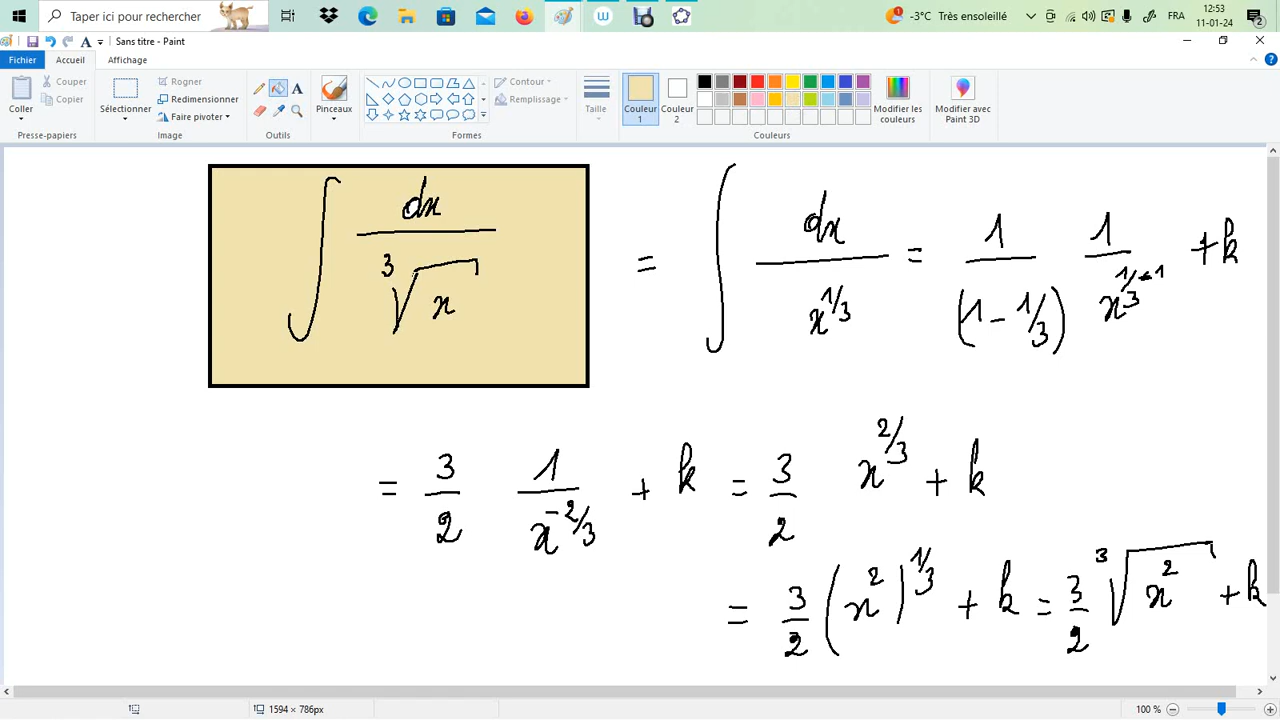 Taper ici pour rechercher
-3°C Très ensoleillé
FRA
12:53
11-01-24
2
Sans titre - Paint
Fichier Accueil Affichage
Coller
Couper
Copier
Presse-papiers
Sélectionner
Rogner
Redimensionner
Faire pivoter
Image
A
Outils
Pinceaux
Formes
Contour
Remplissage
Taille
Couleur 1
Couleur 2
Couleurs
Modifier les couleurs
Modifier avec Paint 3D
∫ dx / ∛x = ∫ dx / x^{1/3} = 1/(1 - 1/3) 1/x^{1/3 - 1} + k
= 3/2 1/x^{-2/3} + k = 3/2 x^{2/3} + k
= 3/2 (x^2)^{1/3} + k = 3/2 ∛x^2 + k
1594 × 786px
100 %